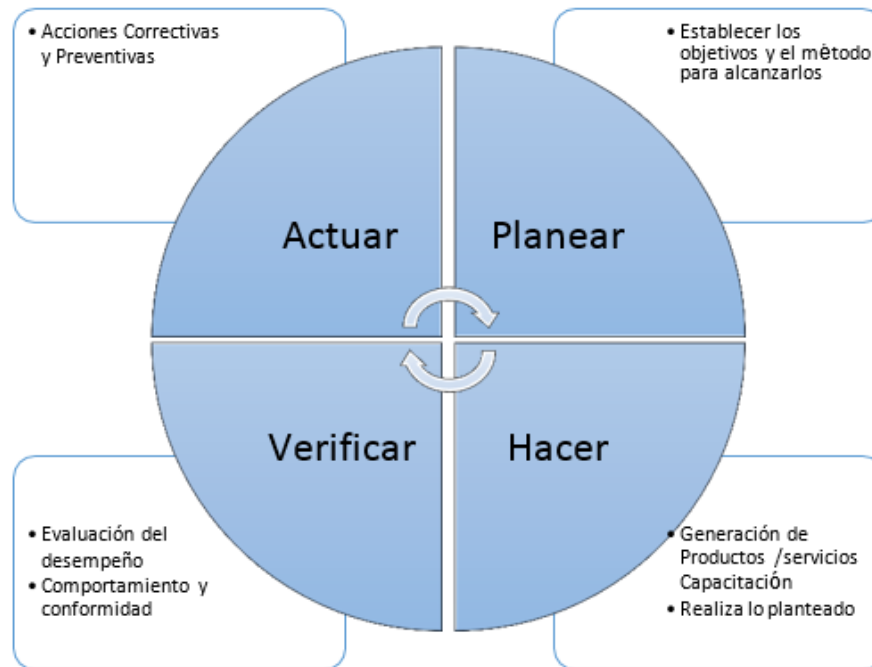 • Acciones Correctivas
y Preventivas
• Establecer los
objetivos y el mètodo
para alcanzarlos
Actuar
Planear
Verificar
Hacer
• Evaluación del
desempeño
• Comportamiento y
conformidad
• Generación de
Productos /servicios
Capacitación
• Realiza lo planteado